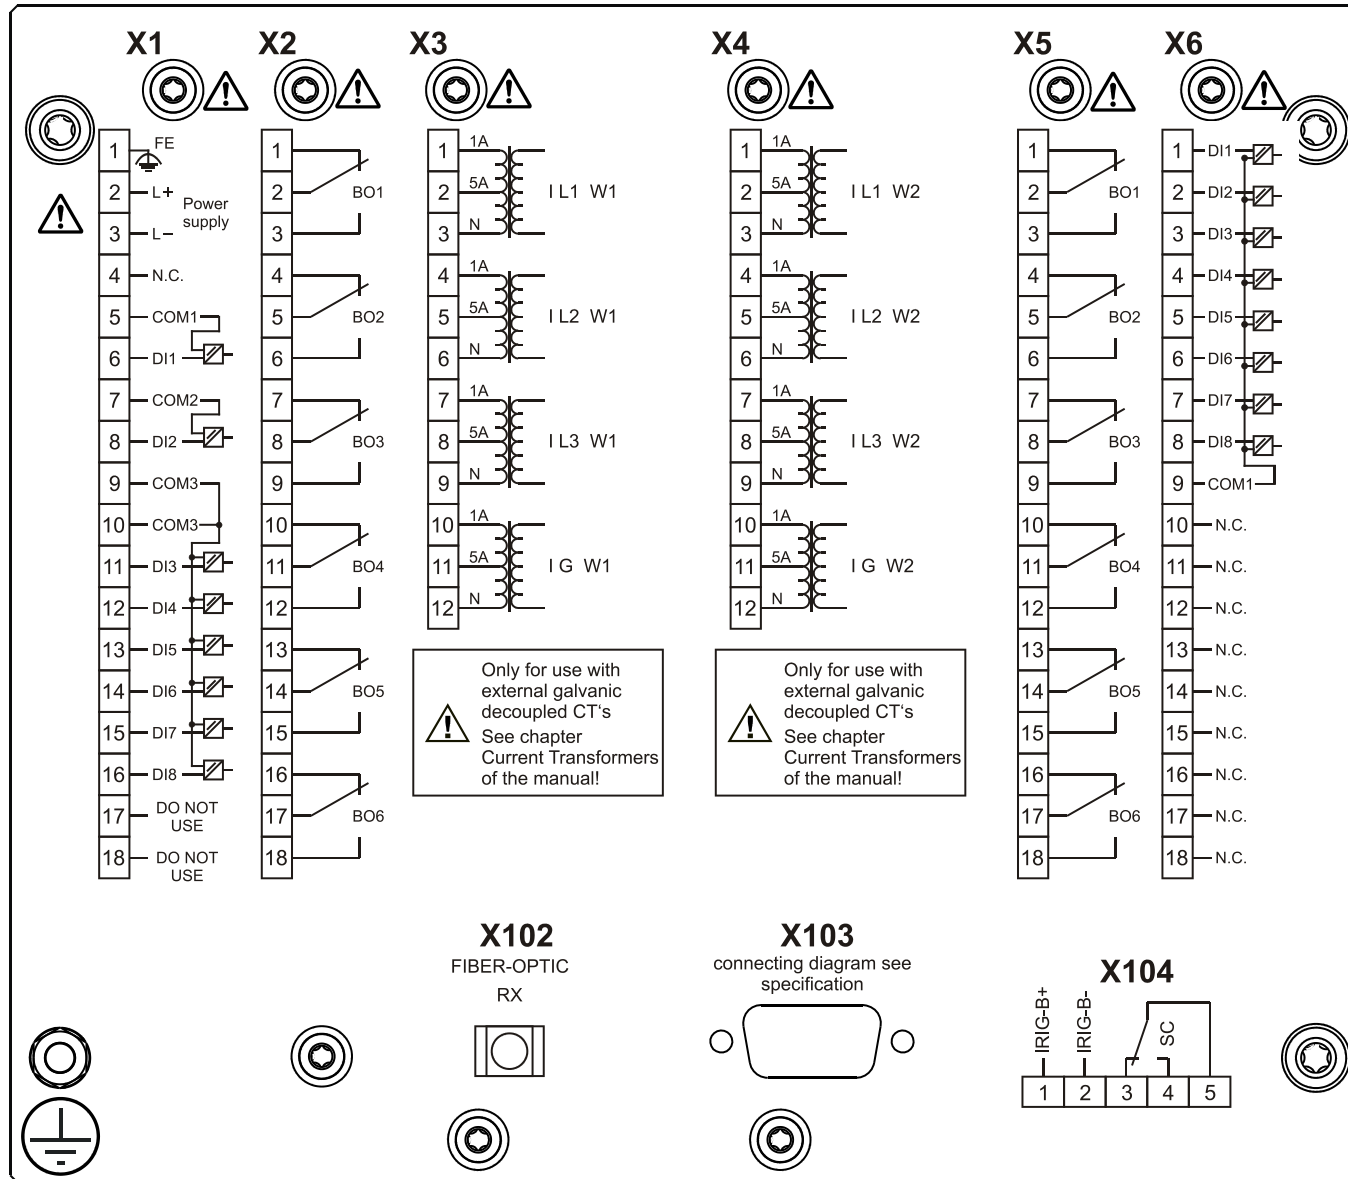 X1
X2
X3
X4
X5
X6
1 FE
2 L+
Power
supply
3 L−
4 N.C.
5 COM1
6 DI1
7 COM2
8 DI2
9 COM3
10 COM3
11 DI3
12 DI4
13 DI5
14 DI6
15 DI7
16 DI8
17 DO NOT
USE
18 DO NOT
USE
1
2 BO1
3
4
5 BO2
6
7
8 BO3
9
10
11 BO4
12
13
14 BO5
15
16
17 BO6
18
1 1A
2 5A I L1 W1
3 N
4 1A
5 5A I L2 W1
6 N
7 1A
8 5A I L3 W1
9 N
10 1A
11 5A I G W1
12 N
Only for use with
external galvanic
decoupled CT‘s
See chapter
Current Transformers
of the manual!
1 1A
2 5A I L1 W2
3 N
4 1A
5 5A I L2 W2
6 N
7 1A
8 5A I L3 W2
9 N
10 1A
11 5A I G W2
12 N
Only for use with
external galvanic
decoupled CT‘s
See chapter
Current Transformers
of the manual!
1
2 BO1
3
4
5 BO2
6
7
8 BO3
9
10
11 BO4
12
13
14 BO5
15
16
17 BO6
18
1 DI1
2 DI2
3 DI3
4 DI4
5 DI5
6 DI6
7 DI7
8 DI8
9 COM1
10 N.C.
11 N.C.
12 N.C.
13 N.C.
14 N.C.
15 N.C.
16 N.C.
17 N.C.
18 N.C.
X102
FIBER-OPTIC
RX
X103
connecting diagram see
specification
X104
IRIG-B+
IRIG-B-
SC
1 2 3 4 5